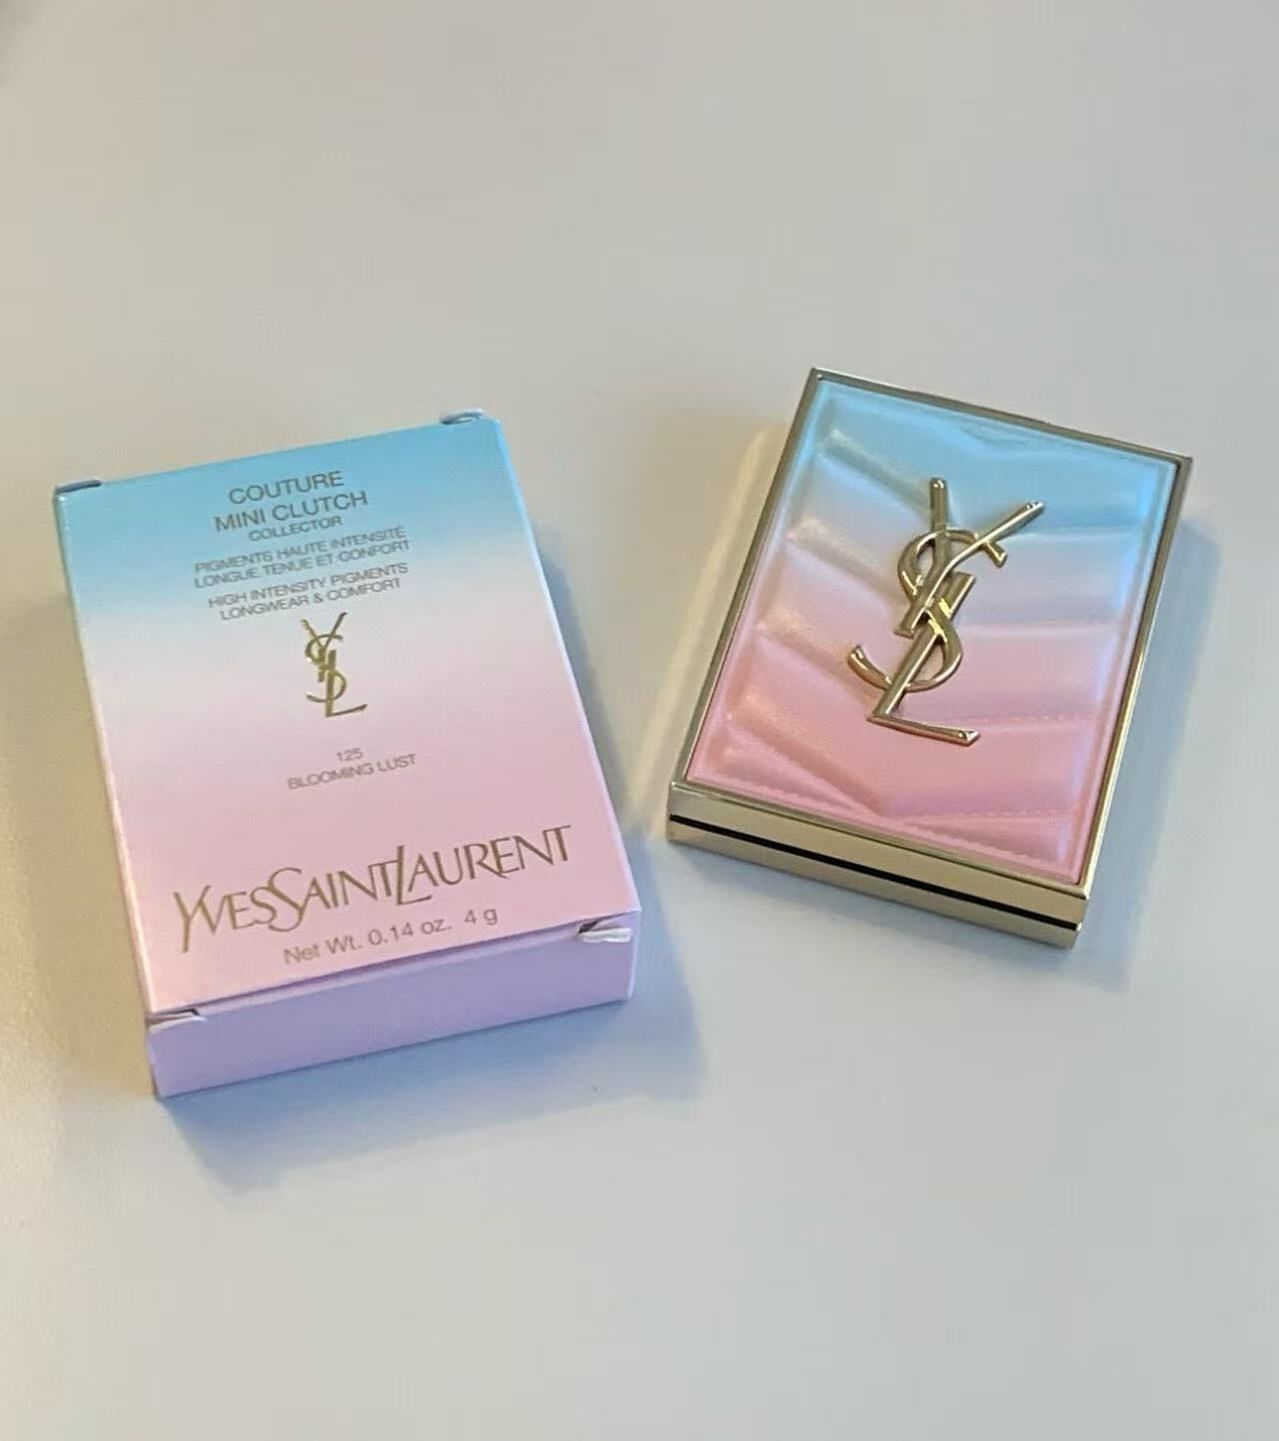 COUTURE
MINI CLUTCH
COLLECTOR
PIGMENTS HAUTE INTENSITÉ
LONGUE TENUE ET CONFORT
HIGH INTENSITY PIGMENTS
LONGWEAR & COMFORT
YSL
125
BLOOMING LUST
YVESSAINTLAURENT
Net Wt. 0.14 oz. 4 g
YSL